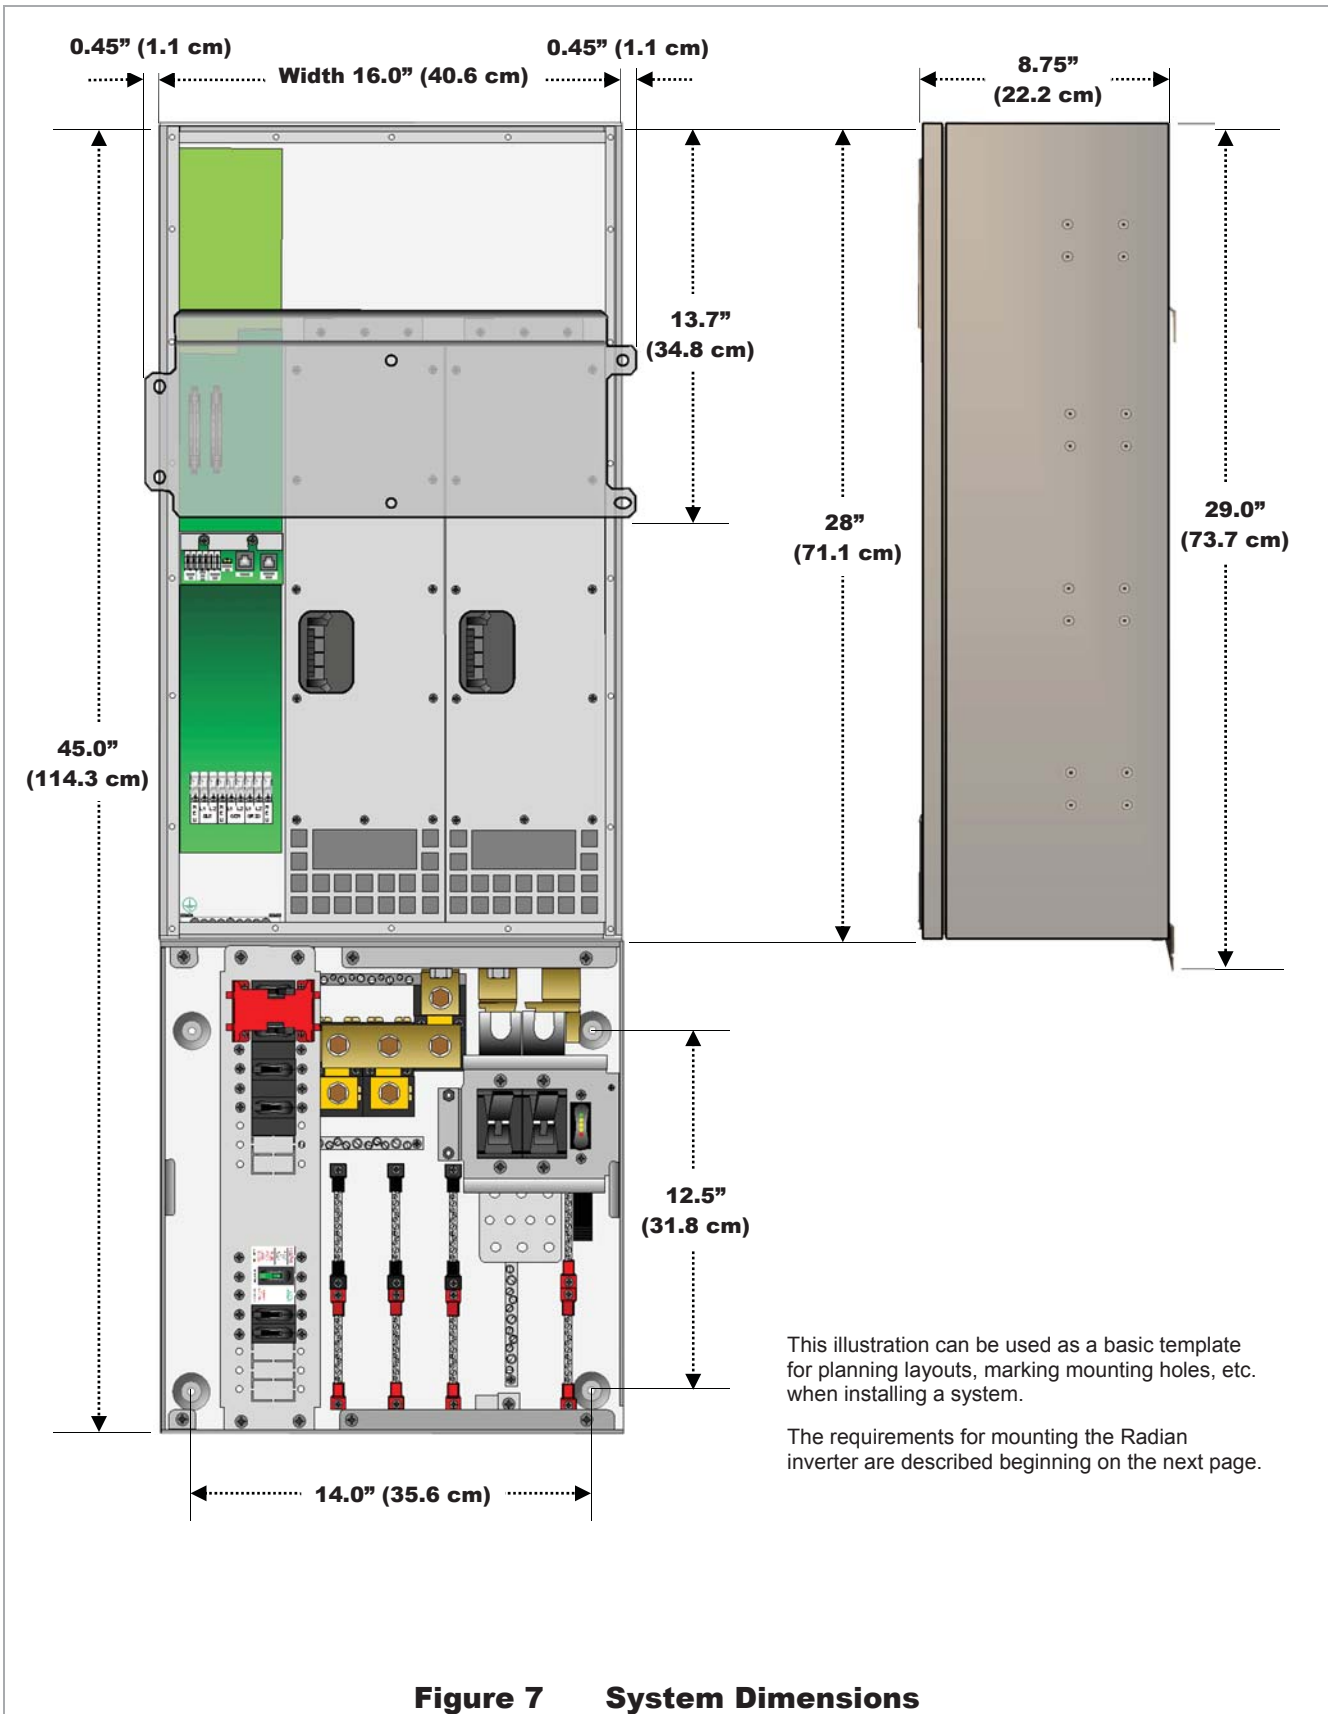 0.45” (1.1 cm)
0.45” (1.1 cm)
Width 16.0” (40.6 cm)
8.75”
(22.2 cm)
13.7”
(34.8 cm)
28”
(71.1 cm)
29.0”
(73.7 cm)
45.0”
(114.3 cm)
12.5”
(31.8 cm)
This illustration can be used as a basic template
for planning layouts, marking mounting holes, etc.
when installing a system.
The requirements for mounting the Radian
inverter are described beginning on the next page.
14.0” (35.6 cm)
Figure 7 System Dimensions